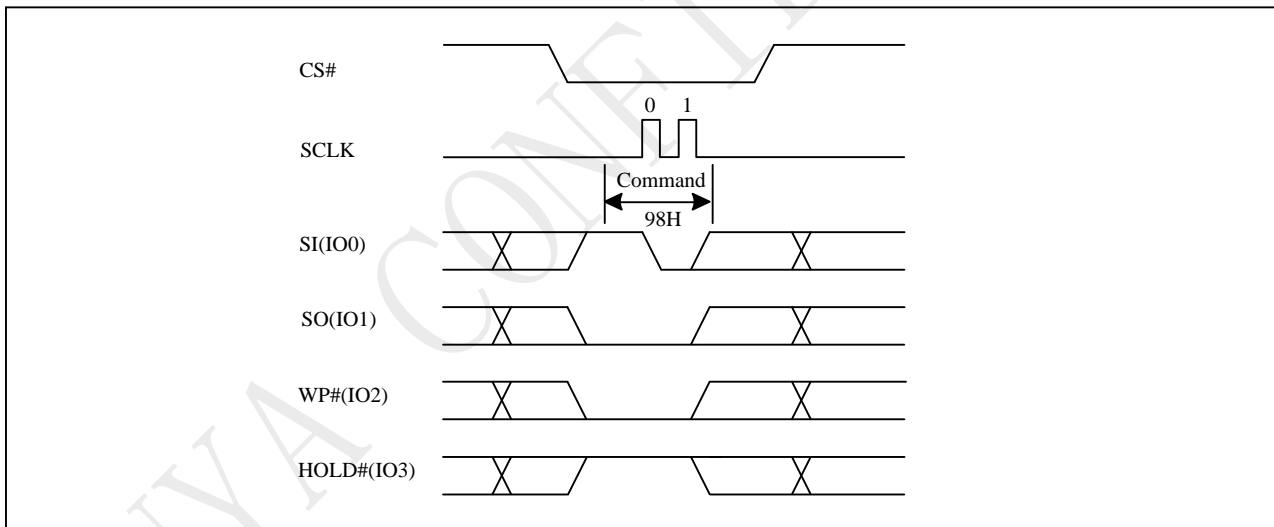 CS#
0 1
SCLK
Command
98H
SI(IO0)
SO(IO1)
WP#(IO2)
HOLD#(IO3)